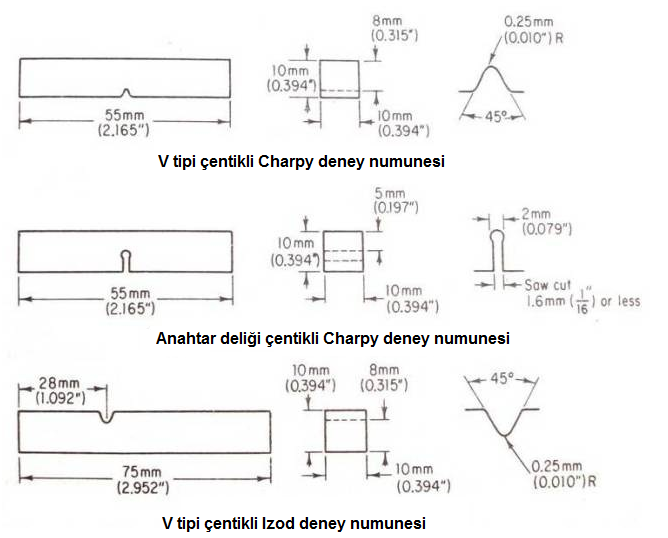 8mm
(0.315")
0.25mm
(0.010") R
10mm
(0.394")
55mm
(2.165")
10mm
(0.394")
45°
V tipi çentikli Charpy deney numunesi
5mm
(0.197")
2mm
(0.079")
10mm
(0.394")
55mm
(2.165")
10mm
(0.394")
Saw cut
1.6mm (1/16") or less
Anahtar deliği çentikli Charpy deney numunesi
28mm
(1.092")
10mm
(0.394")
8mm
(0.315")
45°
75mm
(2.952")
10mm
(0.394")
0.25mm
(0.010") R
V tipi çentikli Izod deney numunesi